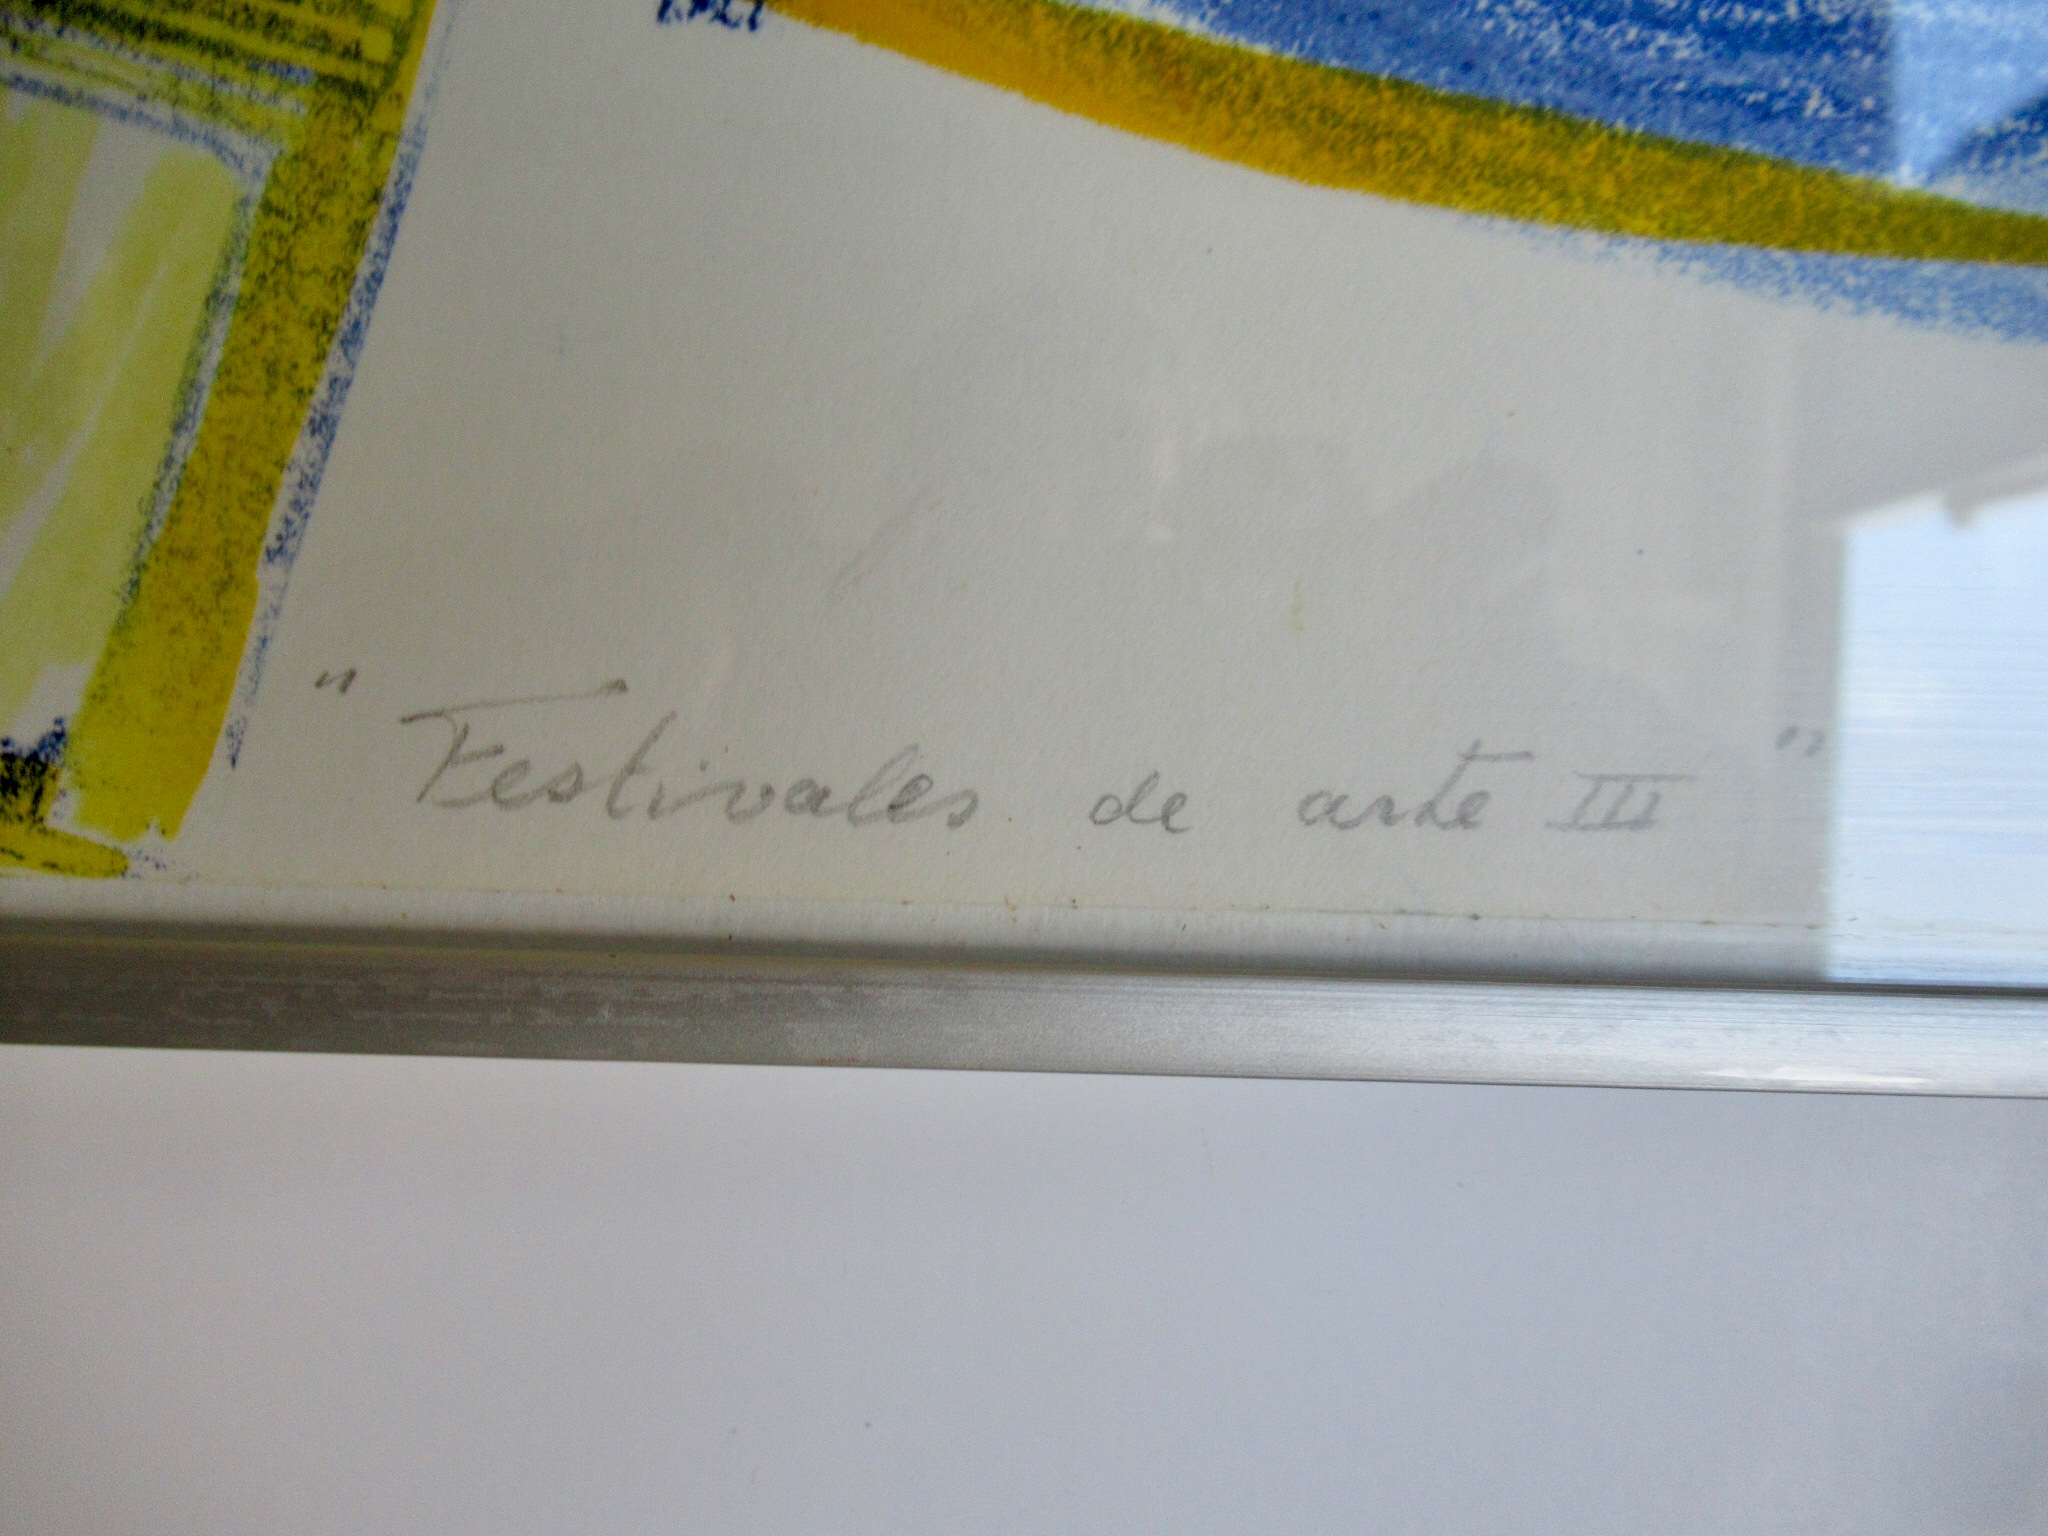 "Festivales de arte III"